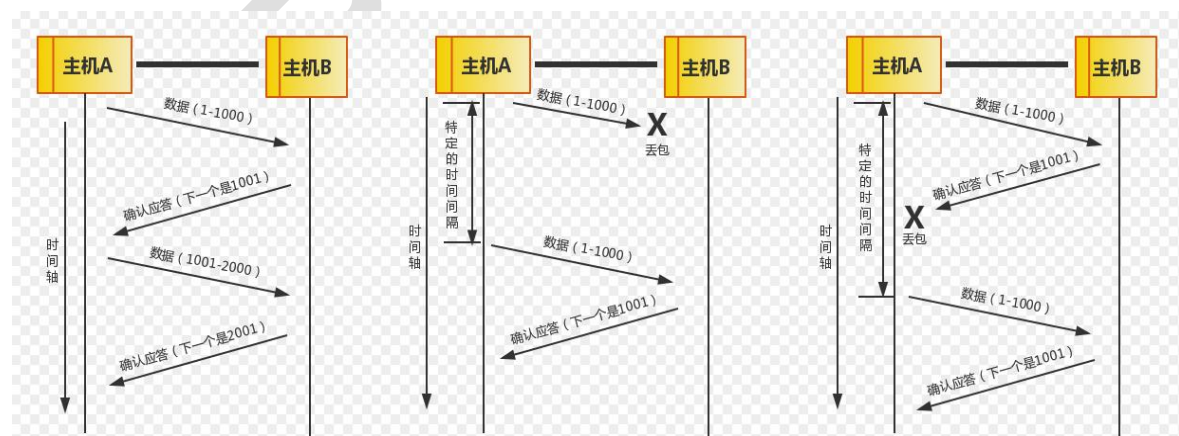 主机A
主机B
数据（1-1000）
确认应答（下一个是1001）
数据（1001-2000）
确认应答（下一个是2001）
时间轴
主机A
主机B
数据（1-1000）
X
丢包
特定的时间间隔
数据（1-1000）
确认应答（下一个是1001）
时间轴
主机A
主机B
数据（1-1000）
确认应答（下一个是1001）
X
丢包
特定的时间间隔
数据（1-1000）
确认应答（下一个是1001）
时间轴